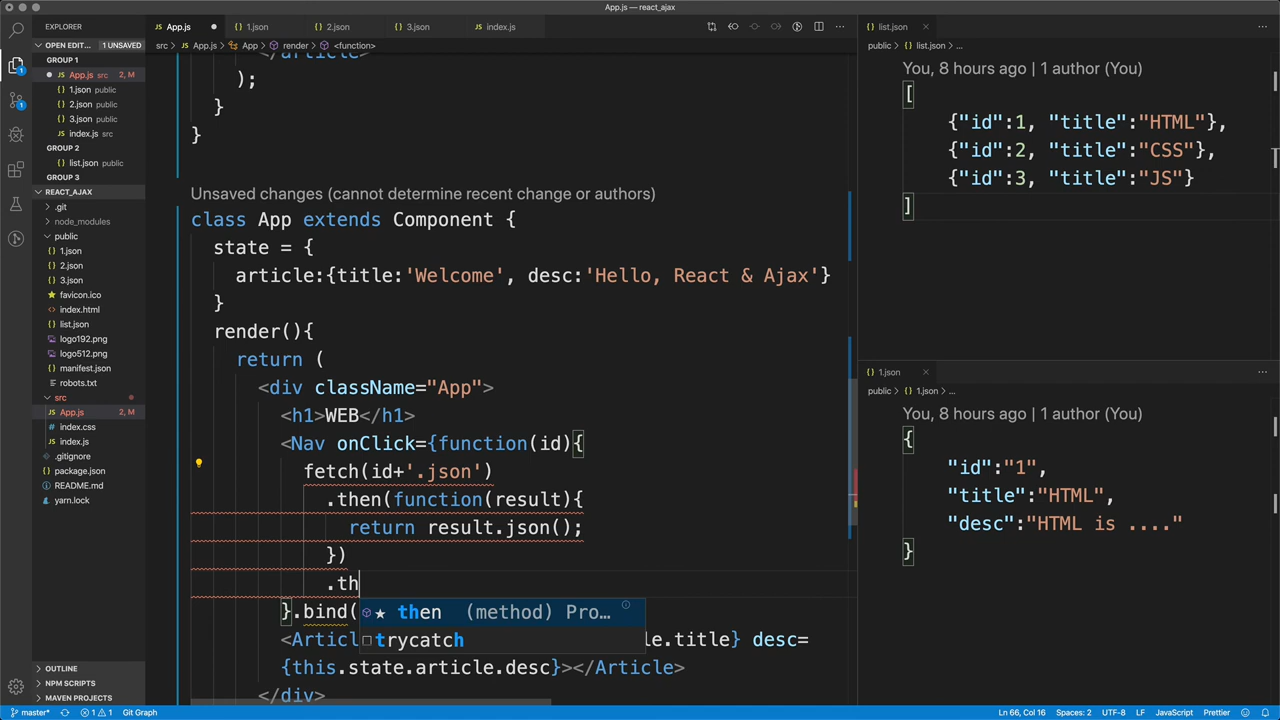 App.js — react_ajax
App.js
1.json
2.json
3.json
index.js
list.json
src › App.js › App › render › <function>
public › list.json › ...
OPEN EDIT... 1 UNSAVED
GROUP 1
App.js src 2, M
1.json public
2.json public
3.json public
index.js src
GROUP 2
list.json public
GROUP 3
REACT_AJAX
.git
node_modules
public
1.json
2.json
3.json
favicon.ico
index.html
list.json
logo192.png
logo512.png
manifest.json
robots.txt
src
App.js 2, M
index.css
index.js
.gitignore
package.json
README.md
yarn.lock
OUTLINE
NPM SCRIPTS
MAVEN PROJECTS
</article>
);
}
}
Unsaved changes (cannot determine recent change or authors)
class App extends Component {
state = {
article:{title:'Welcome', desc:'Hello, React & Ajax'}
}
render(){
return (
<div className="App">
<h1>WEB</h1>
<Nav onClick={function(id){
fetch(id+'.json')
.then(function(result){
return result.json();
})
.th
then (method) Pro...
trycatch
}.bind(
<Articl le.title} desc=
{this.state.article.desc}></Article>
</div>
You, 8 hours ago | 1 author (You)
[
{"id":1, "title":"HTML"},
{"id":2, "title":"CSS"},
{"id":3, "title":"JS"}
]
1.json
public › 1.json › ...
You, 8 hours ago | 1 author (You)
{
"id":"1",
"title":"HTML",
"desc":"HTML is ...."
}
master* 1 1 Git Graph
Ln 66, Col 16 Spaces: 2 UTF-8 LF JavaScript Prettier